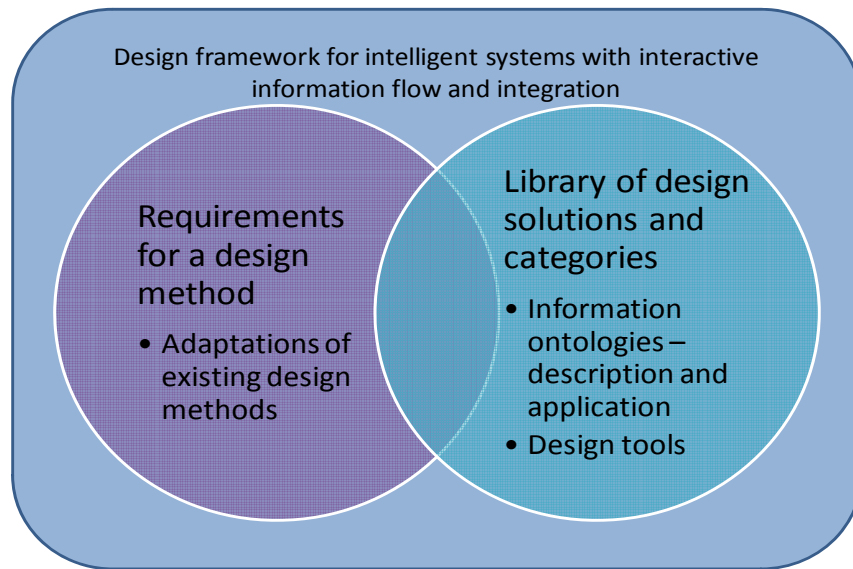 Design framework for intelligent systems with interactive
information flow and integration
Requirements
for a design
method
• Adaptations of
existing design
methods
Library of design
solutions and
categories
• Information
ontologies –
description and
application
• Design tools